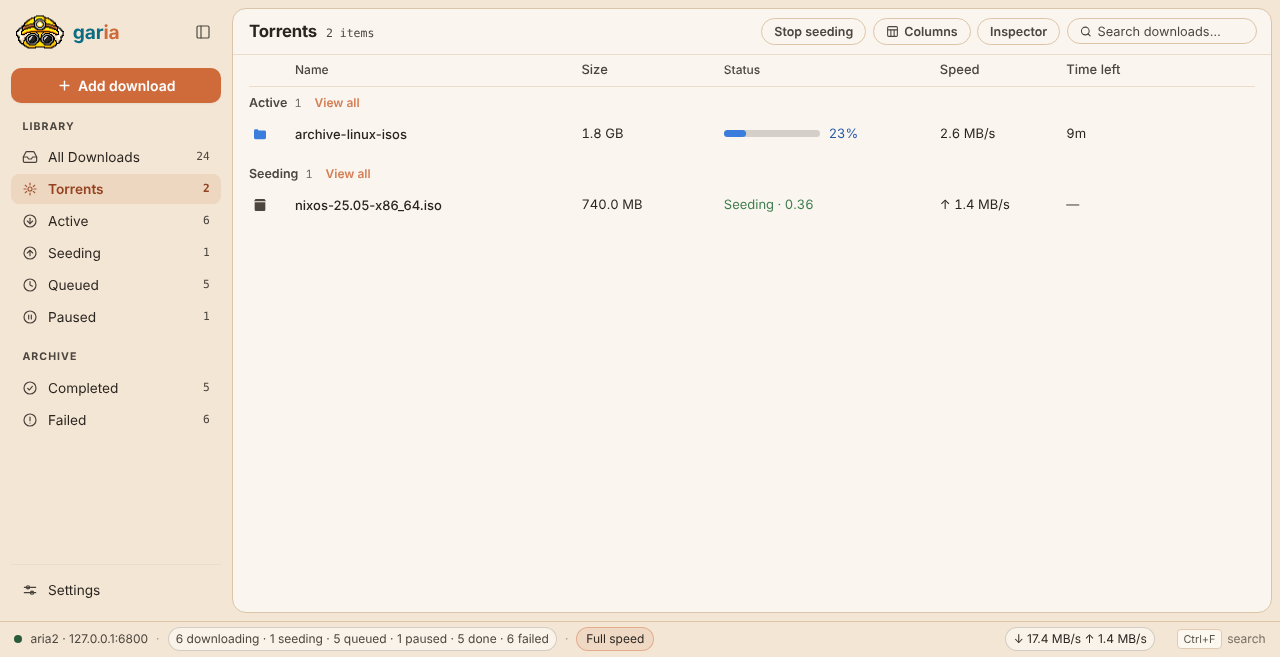 garia
Add download
LIBRARY
All Downloads 24
Torrents 2
Active 6
Seeding 1
Queued 5
Paused 1
ARCHIVE
Completed 5
Failed 6
Settings
Torrents 2 items
Stop seeding Columns Inspector Search downloads...
Name Size Status Speed Time left
Active 1 View all
archive-linux-isos 1.8 GB 23% 2.6 MB/s 9m
Seeding 1 View all
nixos-25.05-x86_64.iso 740.0 MB Seeding · 0.36 ↑ 1.4 MB/s —
aria2 · 127.0.0.1:6800 · 6 downloading · 1 seeding · 5 queued · 1 paused · 5 done · 6 failed · Full speed ↓ 17.4 MB/s ↑ 1.4 MB/s Ctrl+F search